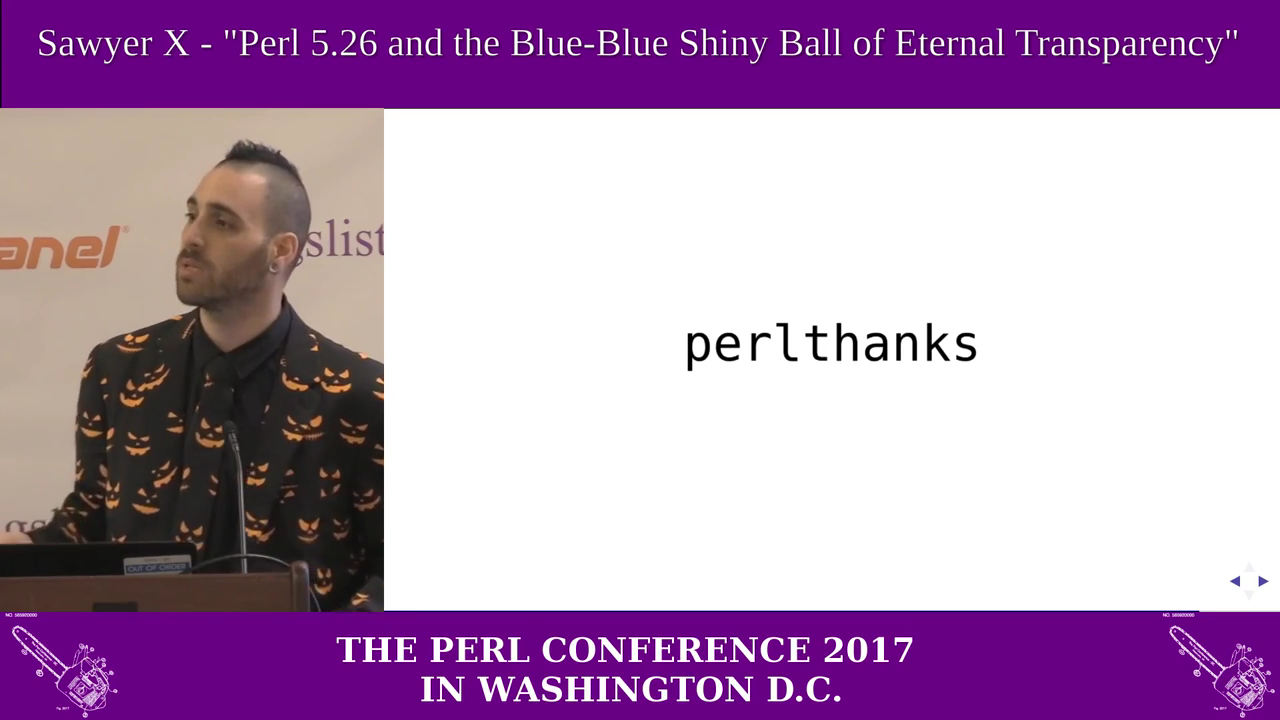 Sawyer X - "Perl 5.26 and the Blue-Blue Shiny Ball of Eternal Transparency"
anel
slist
perlthanks
OUT OF ORDER
THE PERL CONFERENCE 2017
IN WASHINGTON D.C.